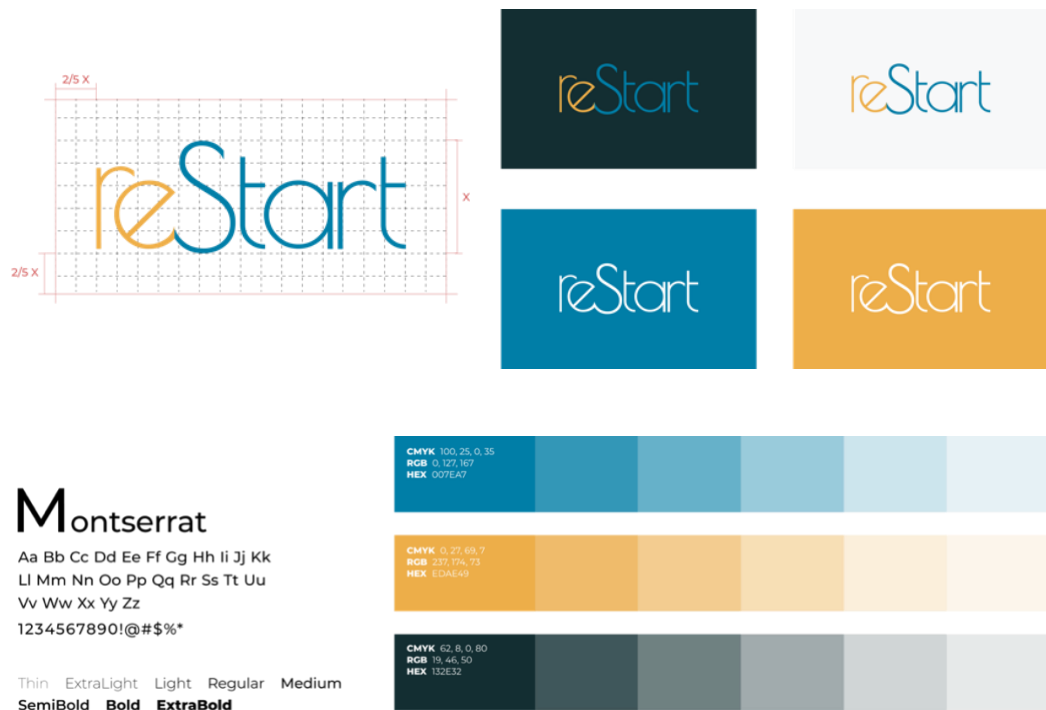 2/5 X
reStart
X
2/5 X
reStart
reStart
reStart
reStart
Montserrat
Aa Bb Cc Dd Ee Ff Gg Hh Ii Jj Kk
Ll Mm Nn Oo Pp Qq Rr Ss Tt Uu
Vv Ww Xx Yy Zz
1234567890!@#$%*
Thin ExtraLight Light Regular Medium
SemiBold Bold ExtraBold
CMYK 100, 25, 0, 35
RGB 0, 127, 167
HEX 007EA7
CMYK 0, 27, 69, 7
RGB 237, 174, 73
HEX EDAE49
CMYK 62, 8, 0, 80
RGB 19, 46, 50
HEX 132E32